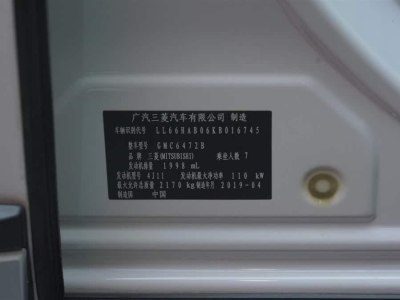 广汽三菱汽车有限公司 制造
车辆识别代号 LL66HAB06KB016745
整车型号 GMC6472B
品 牌 三菱(MITSUBISHI) 乘坐人数 7
发动机排量 1998 mL
发动机型号 4J11 发动机最大净功率 110 kW
最大允许总质量 2170 kg 制造年月 2019-04
制造国 中国